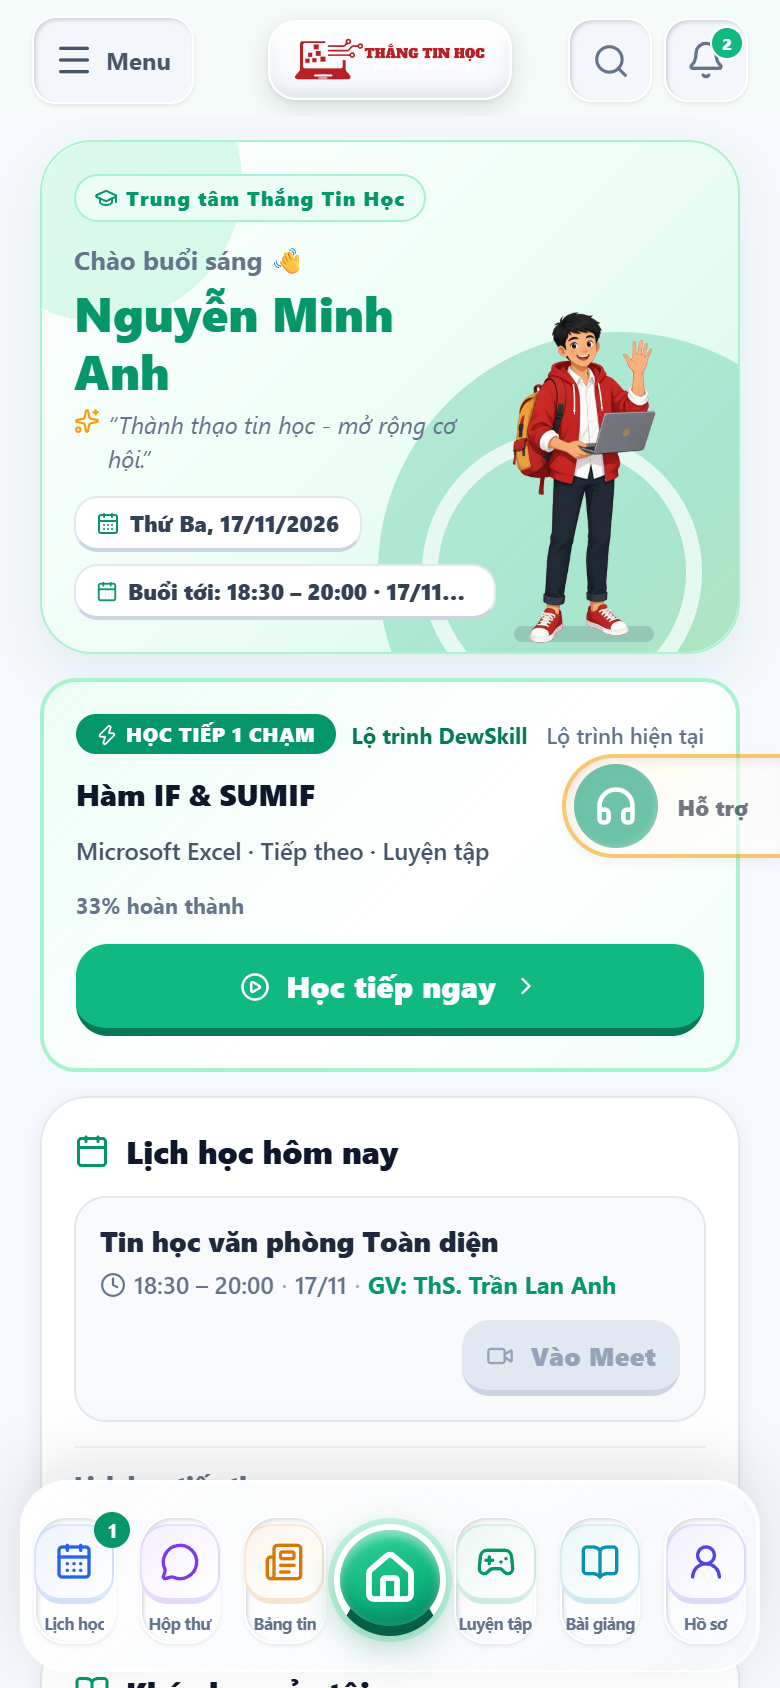 Menu
THẮNG TIN HỌC
2
Trung tâm Thắng Tin Học
Chào buổi sáng 👋
Nguyễn Minh
Anh
“Thành thạo tin học - mở rộng cơ
hội.”
Thứ Ba, 17/11/2026
Buổi tới: 18:30 – 20:00 · 17/11...
HỌC TIẾP 1 CHẠM
Lộ trình DewSkill
Lộ trình hiện tại
Hàm IF & SUMIF
Hỗ trợ
Microsoft Excel · Tiếp theo · Luyện tập
33% hoàn thành
Học tiếp ngay
Lịch học hôm nay
Tin học văn phòng Toàn diện
18:30 – 20:00 · 17/11 · GV: ThS. Trần Lan Anh
Vào Meet
1
Lịch học
Hộp thư
Bảng tin
Luyện tập
Bài giảng
Hồ sơ